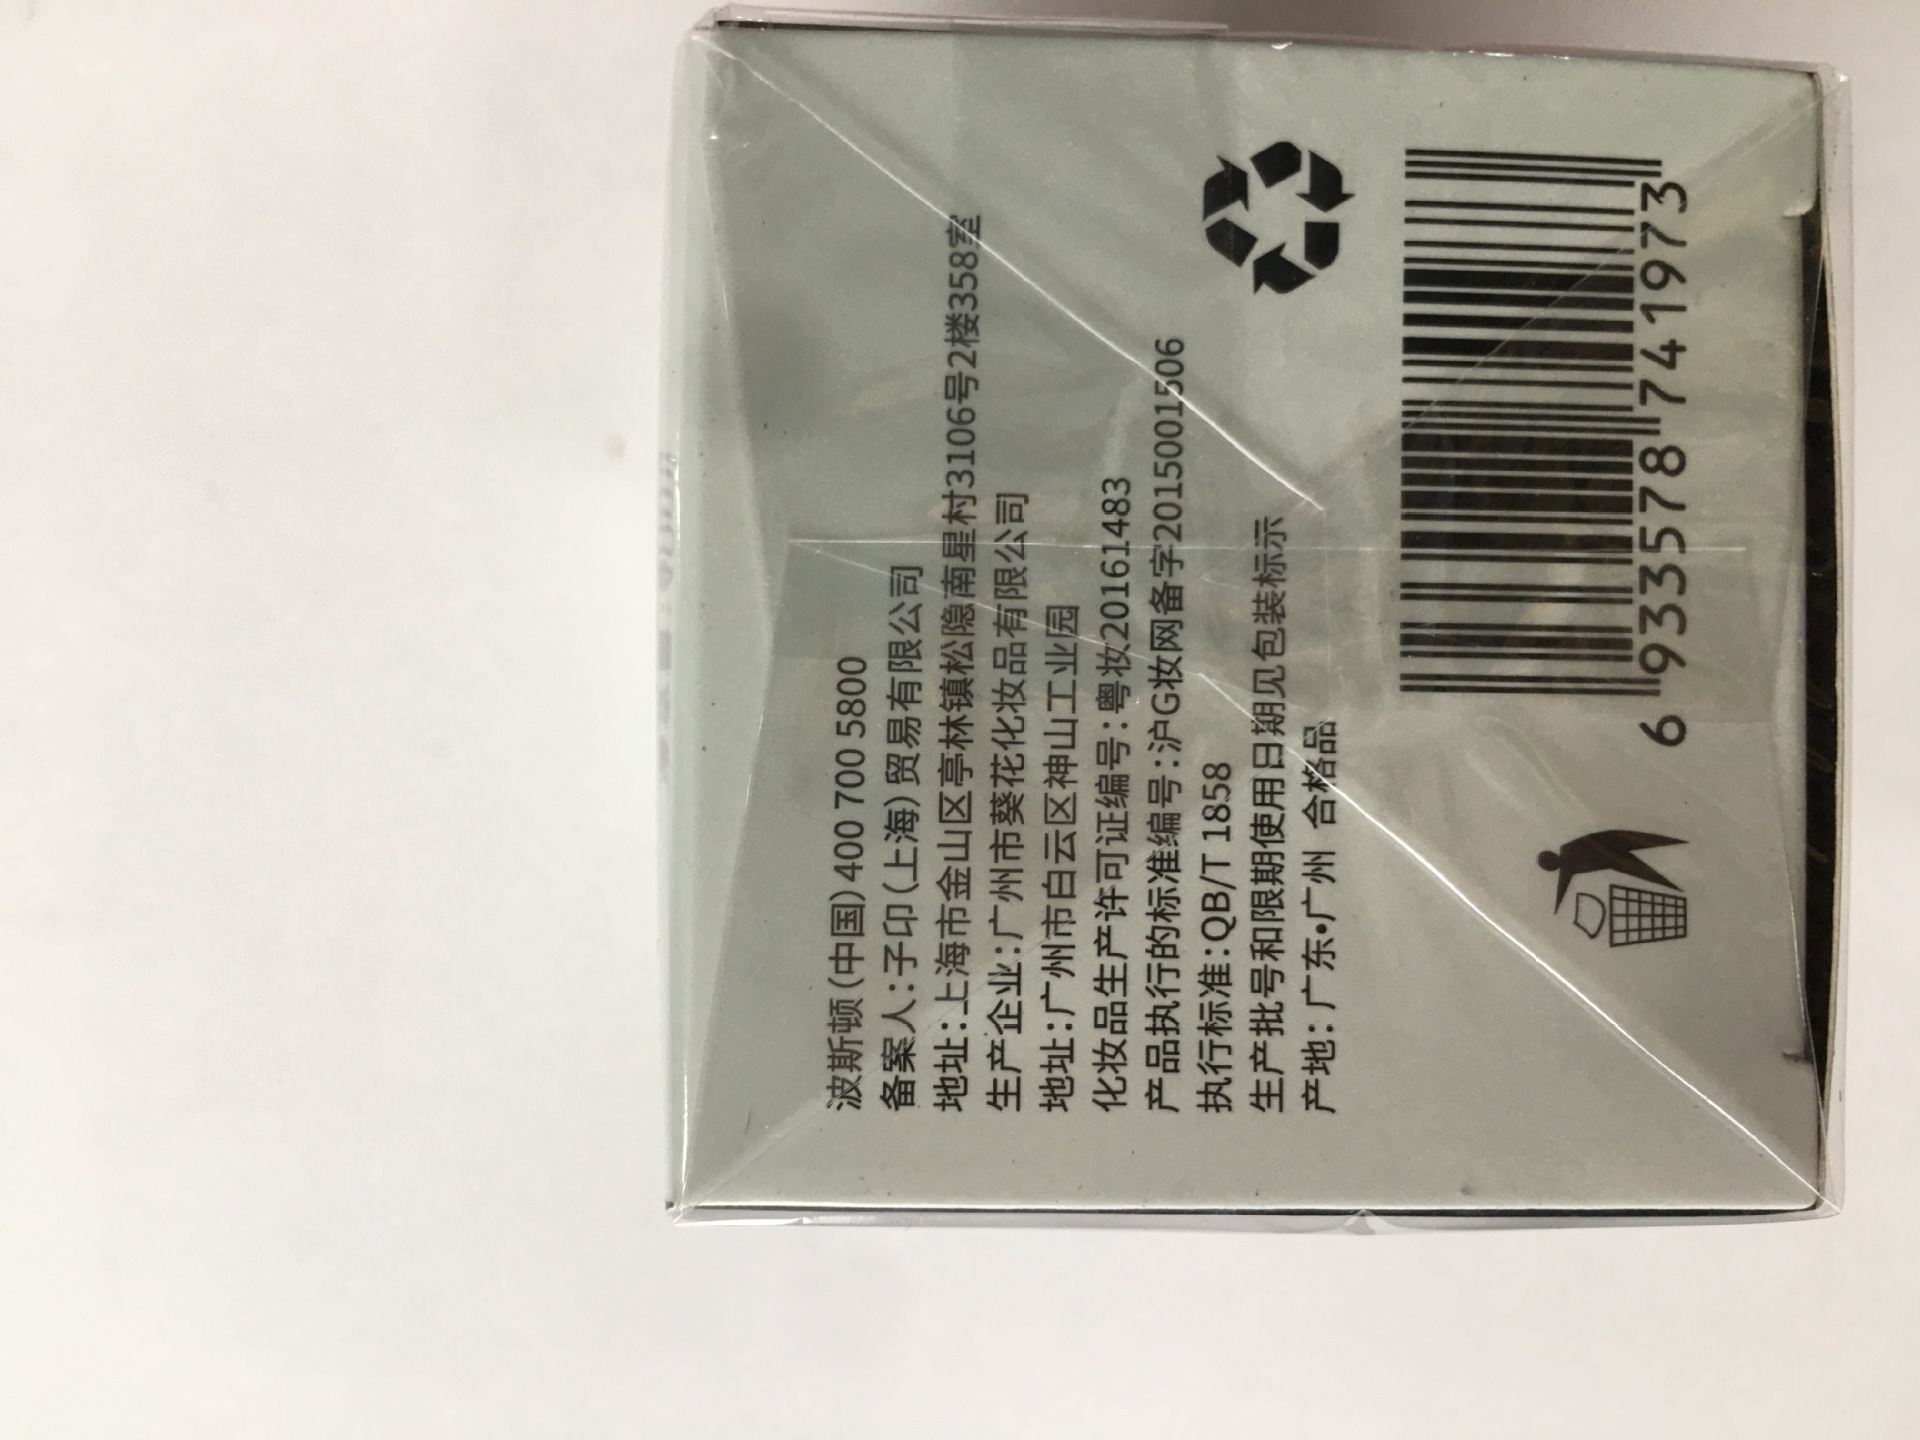 波斯顿(中国)400 700 5800
备案人:子卬(上海)贸易有限公司
地址:上海市金山区亭林镇松隐南星村3106号2楼358室
生产企业:广州市葵花化妆品有限公司
地址:广州市白云区神山工业园
化妆品生产许可证编号:粤妆20161483
产品执行的标准编号:沪G妆网备字2015001506
执行标准:QB/T 1858
生产批号和限期使用日期见包装标示
产地:广东•广州 合格品
6 933578 741973